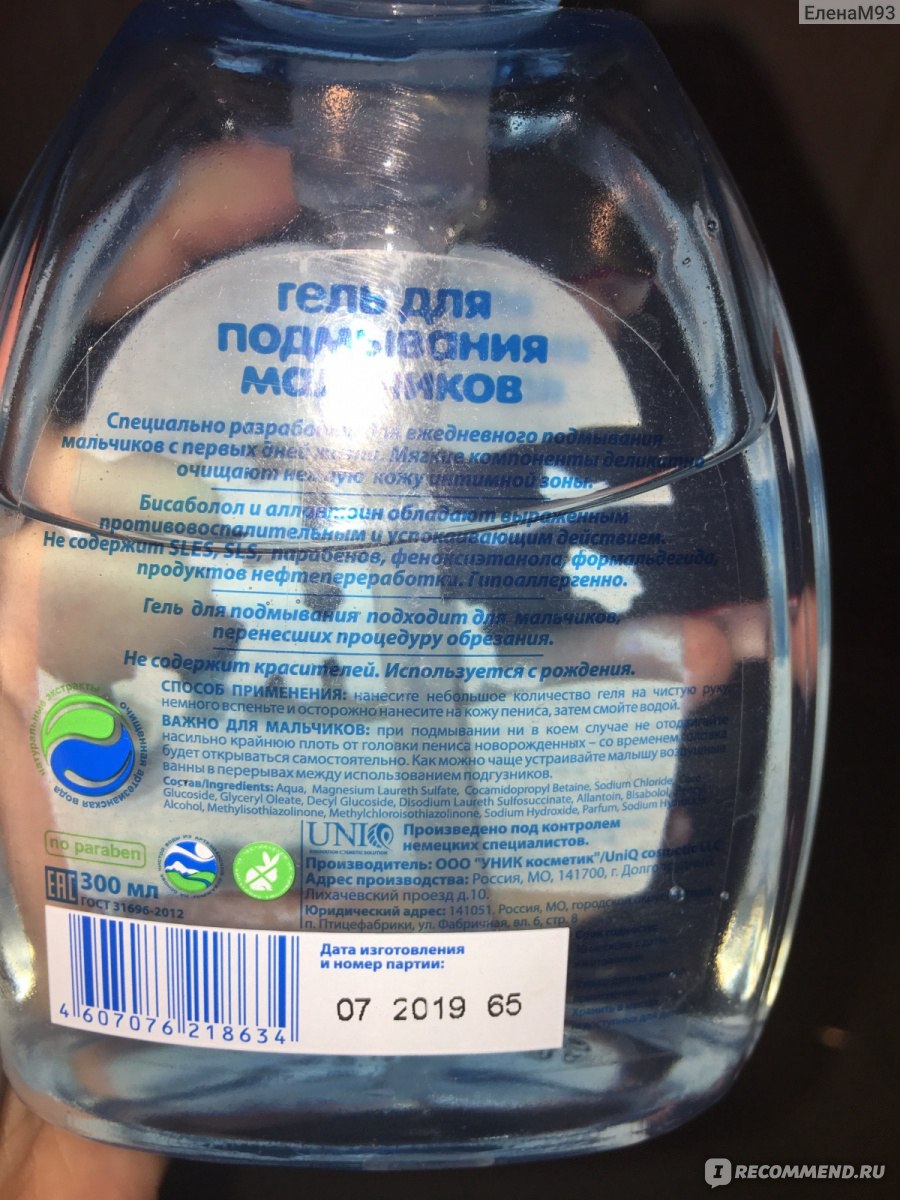 ЕленаМ93
гель для
подмывания
мальчиков
Специально разработан для ежедневного подмывания
мальчиков с первых дней жизни. Мягкие компоненты деликатно
очищают нежную кожу интимной зоны.
Бисаболол и аллантоин обладают выраженным
противовоспалительным и успокаивающим действием.
Не содержит SLES, SLS, парабенов, феноксиэтанола, формальдегида,
продуктов нефтепереработки. Гипоаллергенно.
Гель для подмывания подходит для мальчиков,
перенесших процедуру обрезания.
Не содержит красителей. Используется с рождения.
СПОСОБ ПРИМЕНЕНИЯ: нанесите небольшое количество геля на чистую руку,
немного вспеньте и осторожно нанесите на кожу пениса, затем смойте водой.
ВАЖНО ДЛЯ МАЛЬЧИКОВ: при подмывании ни в коем случае не отодвигайте
насильно крайнюю плоть от головки пениса новорожденных – со временем головка
будет открываться самостоятельно. Как можно чаще устраивайте малышу воздушные
ванны в перерывах между использованием подгузников.
Состав/Ingredients: Aqua, Magnesium Laureth Sulfate, Cocamidopropyl Betaine, Sodium Chloride, Coco
Glucoside, Glyceryl Oleate, Decyl Glucoside, Disodium Laureth Sulfosuccinate, Allantoin, Bisabolol,
Alcohol, Methylisothiazolinone, Methylchloroisothiazolinone, Sodium Hydroxide, Parfum, Sodium
натуральные экстракты
очищенная артезианская вода
no paraben
EAC 300 мл
ГОСТ 31696-2012
UNIQ
Произведено под контролем
немецких специалистов.
Производитель: ООО "УНИК косметик"/UniQ cosmetic
Адрес производства: Россия, МО, 141700, г. Долгопрудный
Лихачевский проезд д.10.
Юридический адрес: 141051, Россия, МО, городской округ
п. Птицефабрики, ул. Фабричная, вл. 6, стр. 8
Дата изготовления
и номер партии:
07 2019 65
4 607076 218634
IRECOMMEND.RU